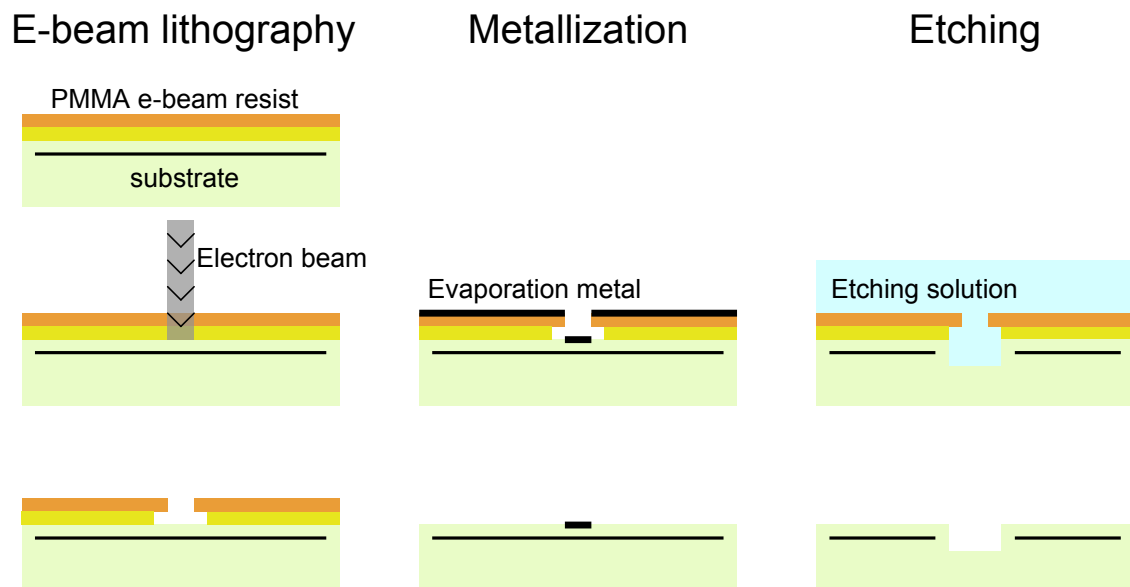 E-beam lithography
Metallization
Etching
PMMA e-beam resist
substrate
Electron beam
Evaporation metal
Etching solution